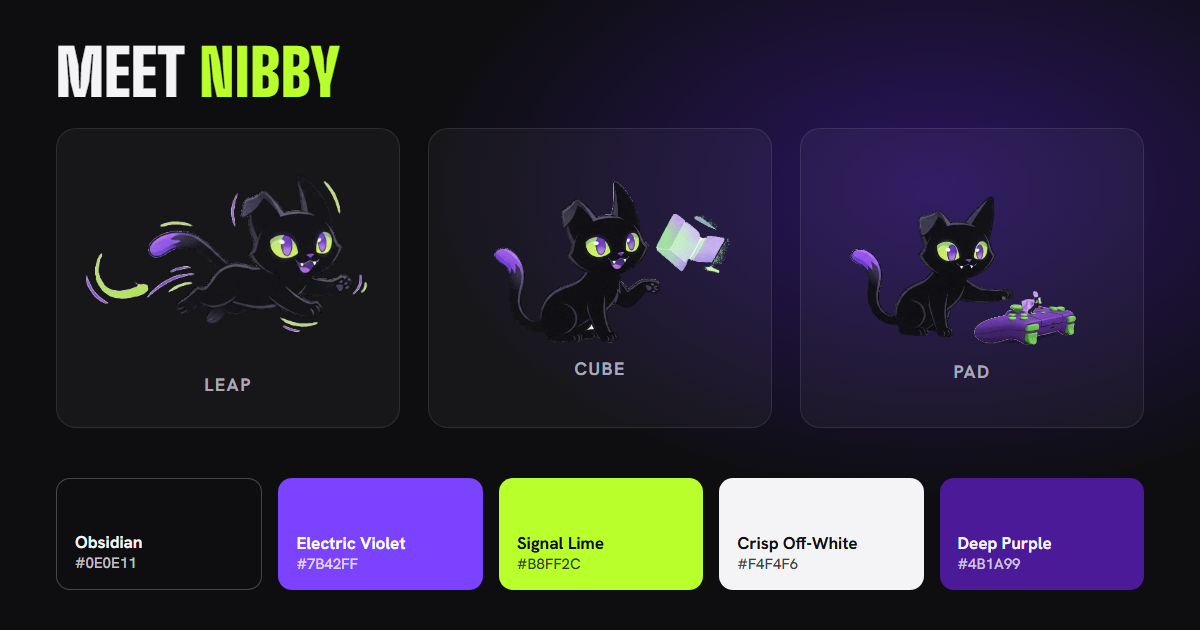 MEET NIBBY
LEAP
CUBE
PAD
Obsidian
#0E0E11
Electric Violet
#7B42FF
Signal Lime
#B8FF2C
Crisp Off-White
#F4F4F6
Deep Purple
#4B1A99